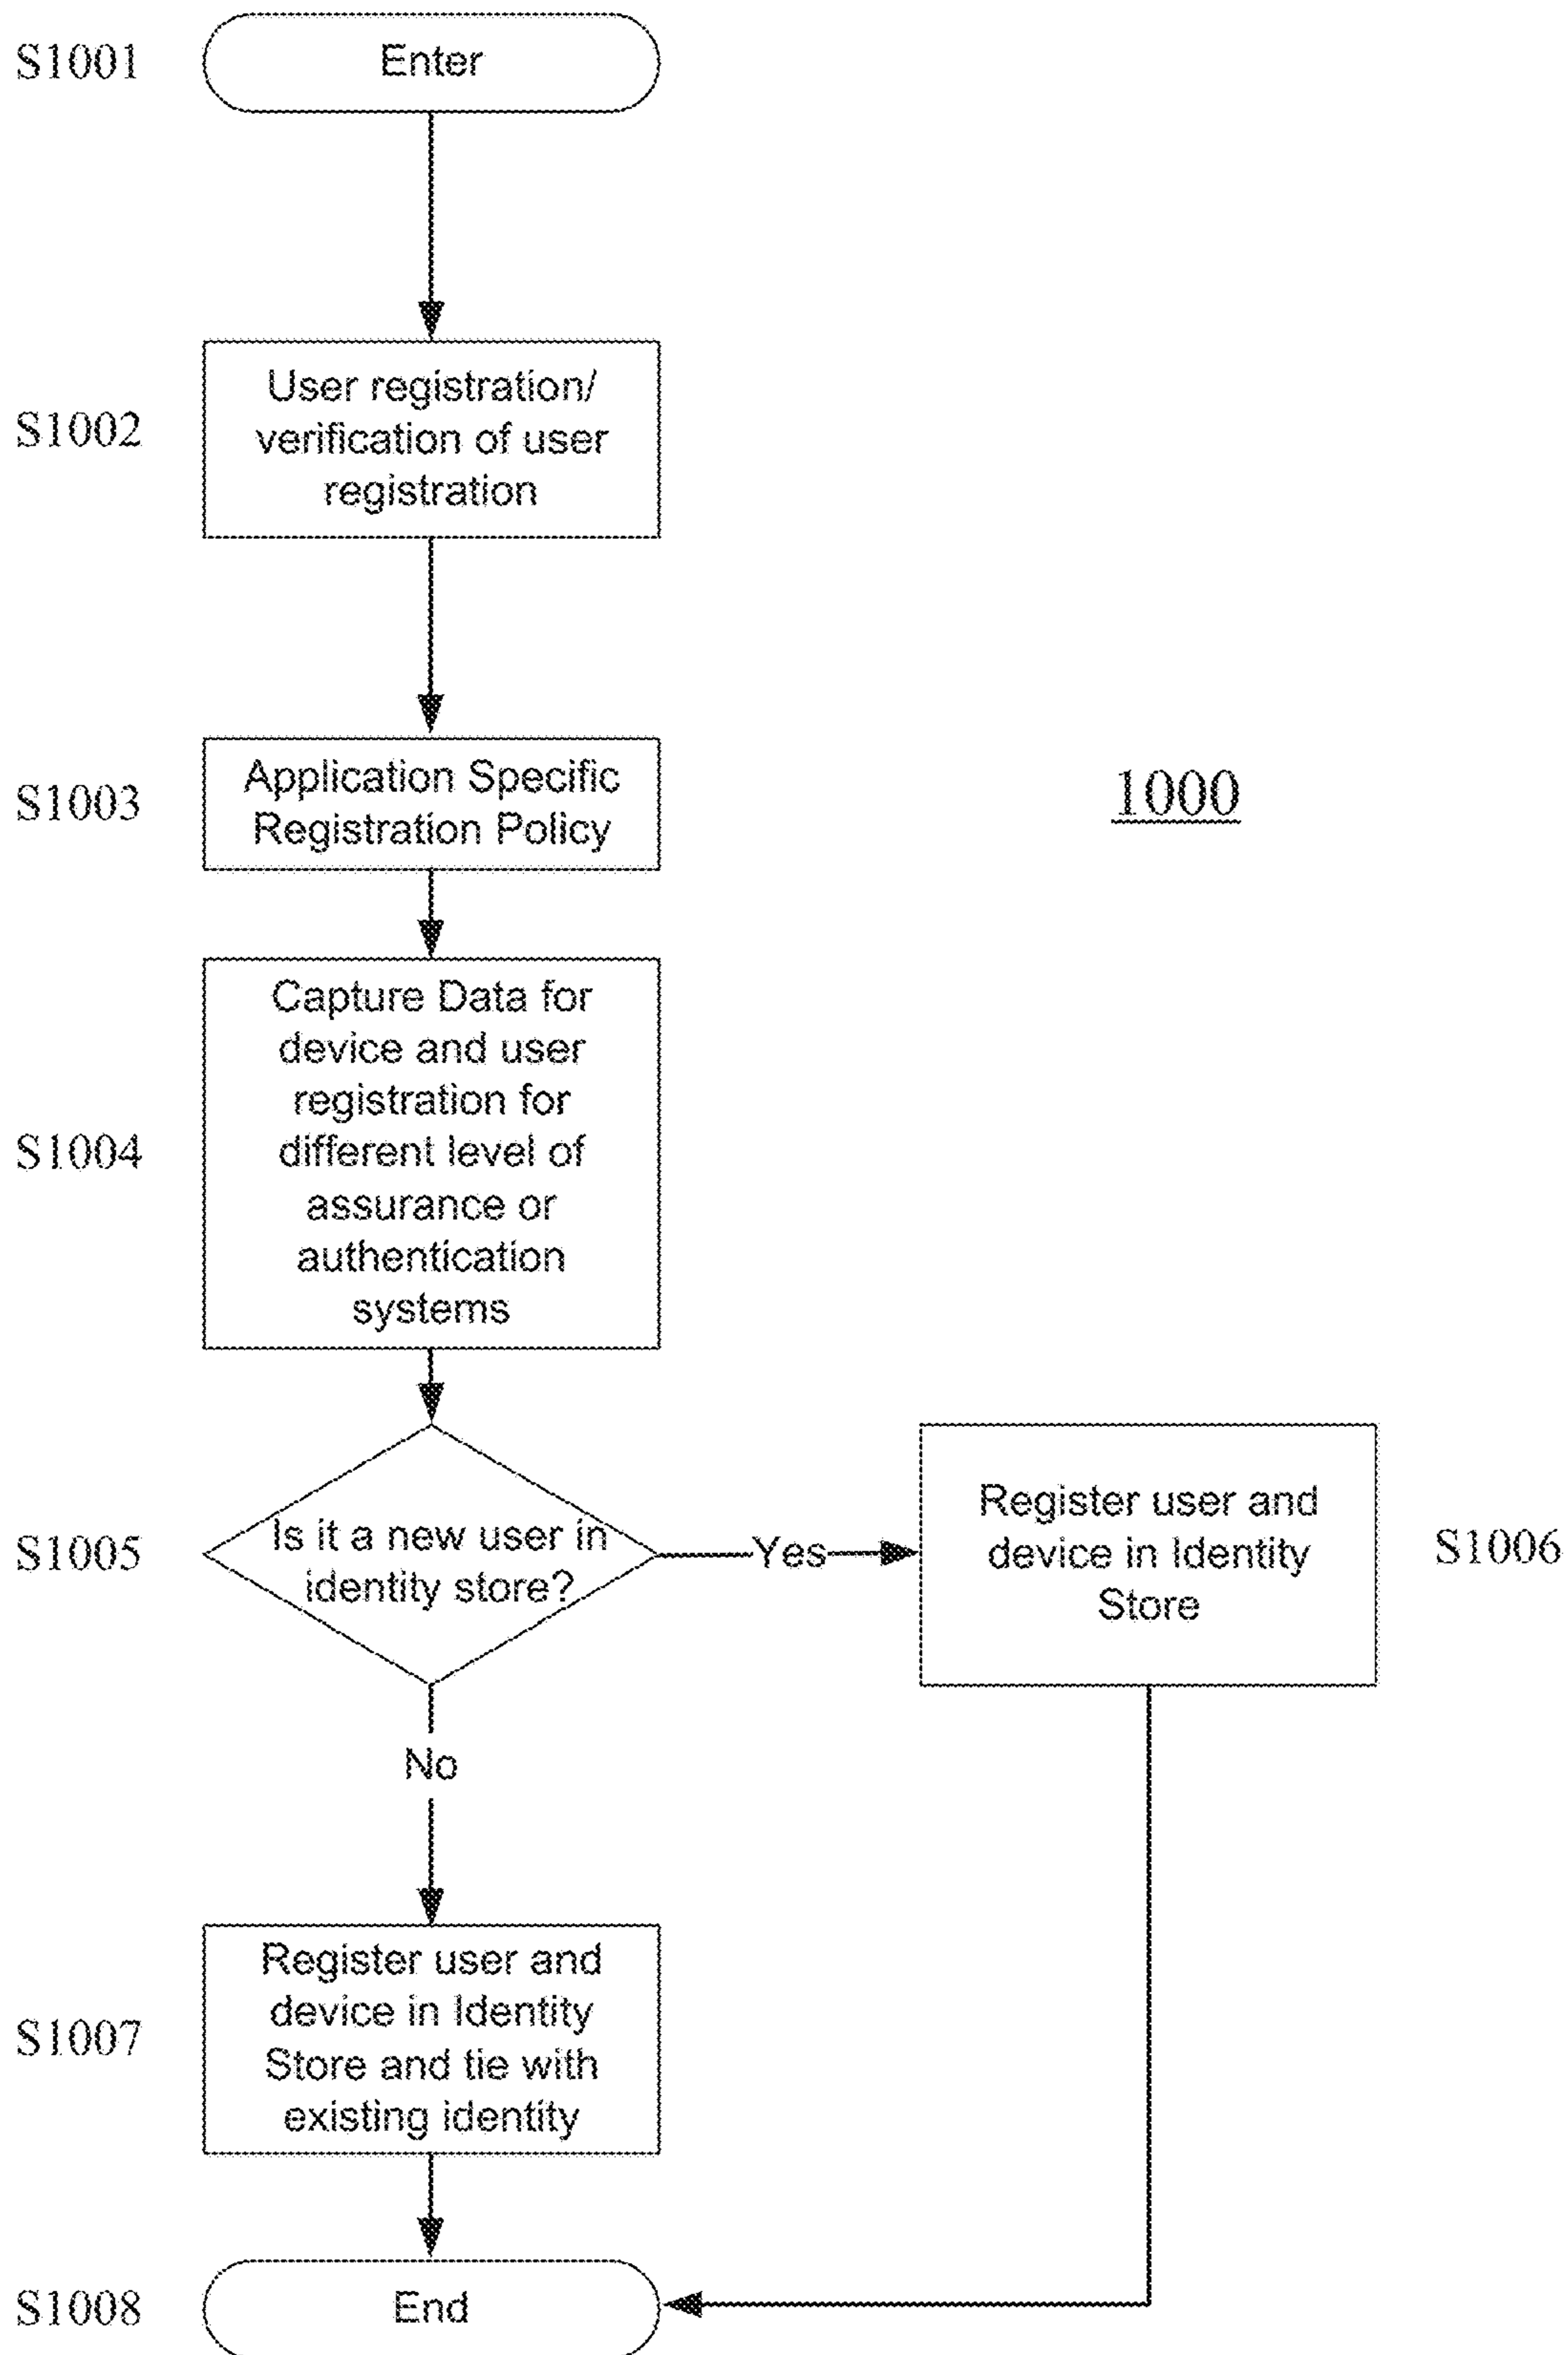 S1001
Enter
S1002
User registration/
verification of user
registration
S1003
Application Specific
Registration Policy
1000
S1004
Capture Data for
device and user
registration for
different level of
assurance or
authentication
systems
S1005
Is it a new user in
identity store?
Yes
Register user and
device in Identity
Store
S1006
No
S1007
Register user and
device in Identity
Store and tie with
existing identity
S1008
End